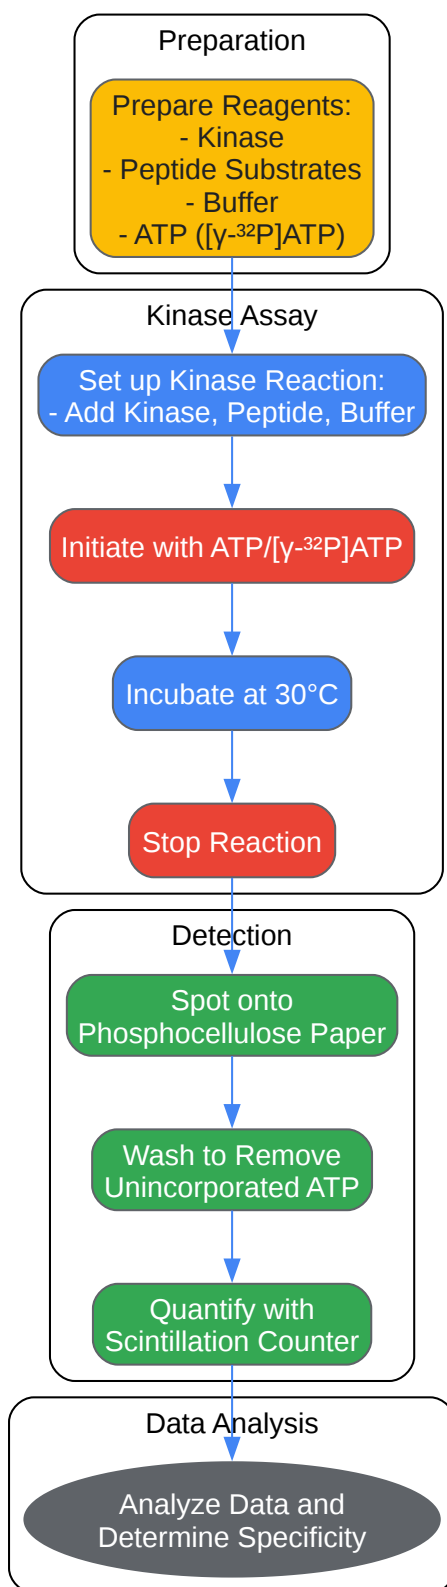 Preparation
Prepare Reagents:
- Kinase
- Peptide Substrates
- Buffer
- ATP ([γ-³²P]ATP)
Kinase Assay
Set up Kinase Reaction:
- Add Kinase, Peptide, Buffer
Initiate with ATP/[γ-³²P]ATP
Incubate at 30°C
Stop Reaction
Detection
Spot onto
Phosphocellulose Paper
Wash to Remove
Unincorporated ATP
Quantify with
Scintillation Counter
Data Analysis
Analyze Data and
Determine Specificity